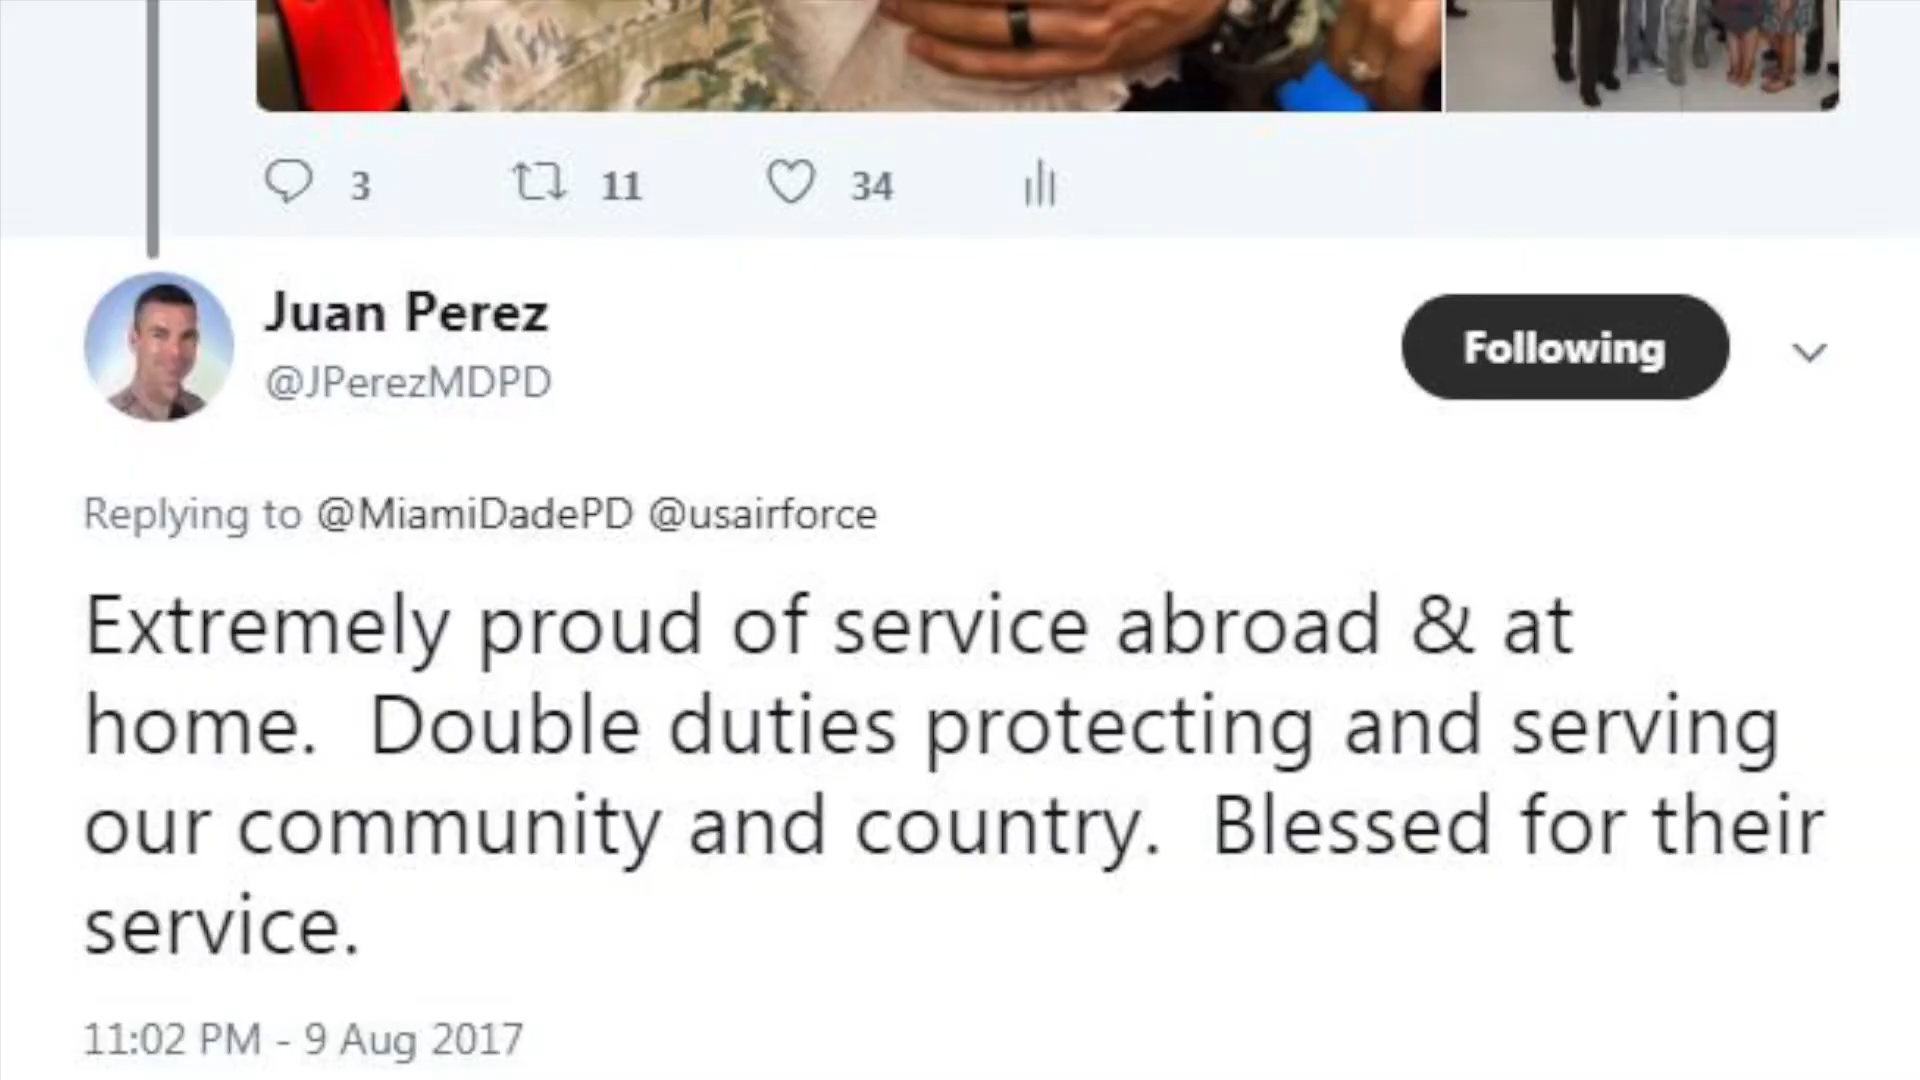 3 11 34
Juan Perez
@JPerezMDPD
Following
Replying to @MiamiDadePD @usairforce
Extremely proud of service abroad & at
home.  Double duties protecting and serving
our community and country.  Blessed for their
service.
11:02 PM - 9 Aug 2017